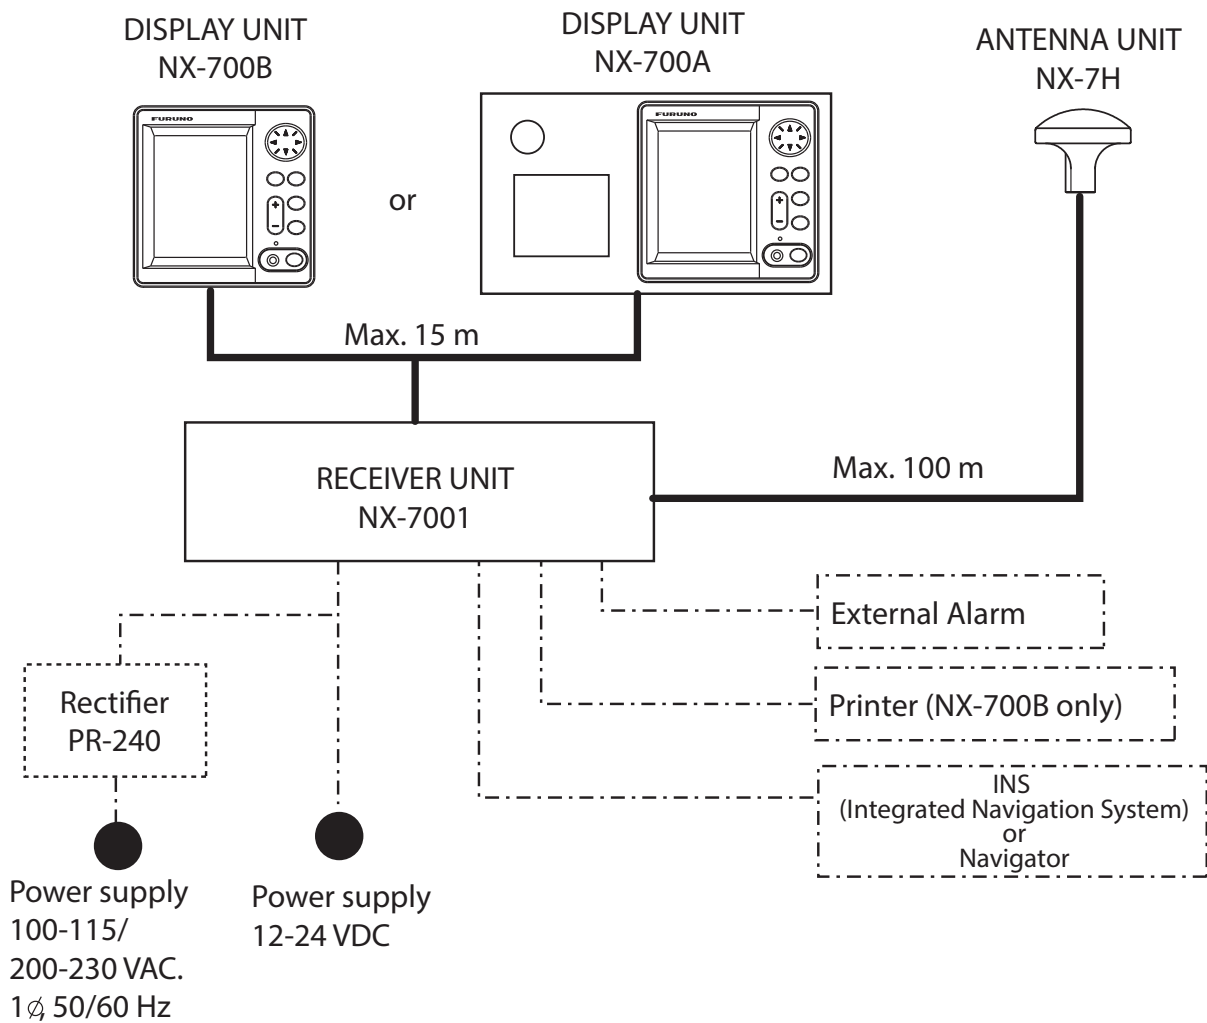 DISPLAY UNIT
NX-700B
DISPLAY UNIT
NX-700A
ANTENNA UNIT
NX-7H
FURUNO
+
−
or
FURUNO
+
−
Max. 15 m
RECEIVER UNIT
NX-7001
Max. 100 m
External Alarm
Rectifier
PR-240
Printer (NX-700B only)
INS
(Integrated Navigation System)
or
Navigator
Power supply
100-115/
200-230 VAC.
1ø, 50/60 Hz
Power supply
12-24 VDC